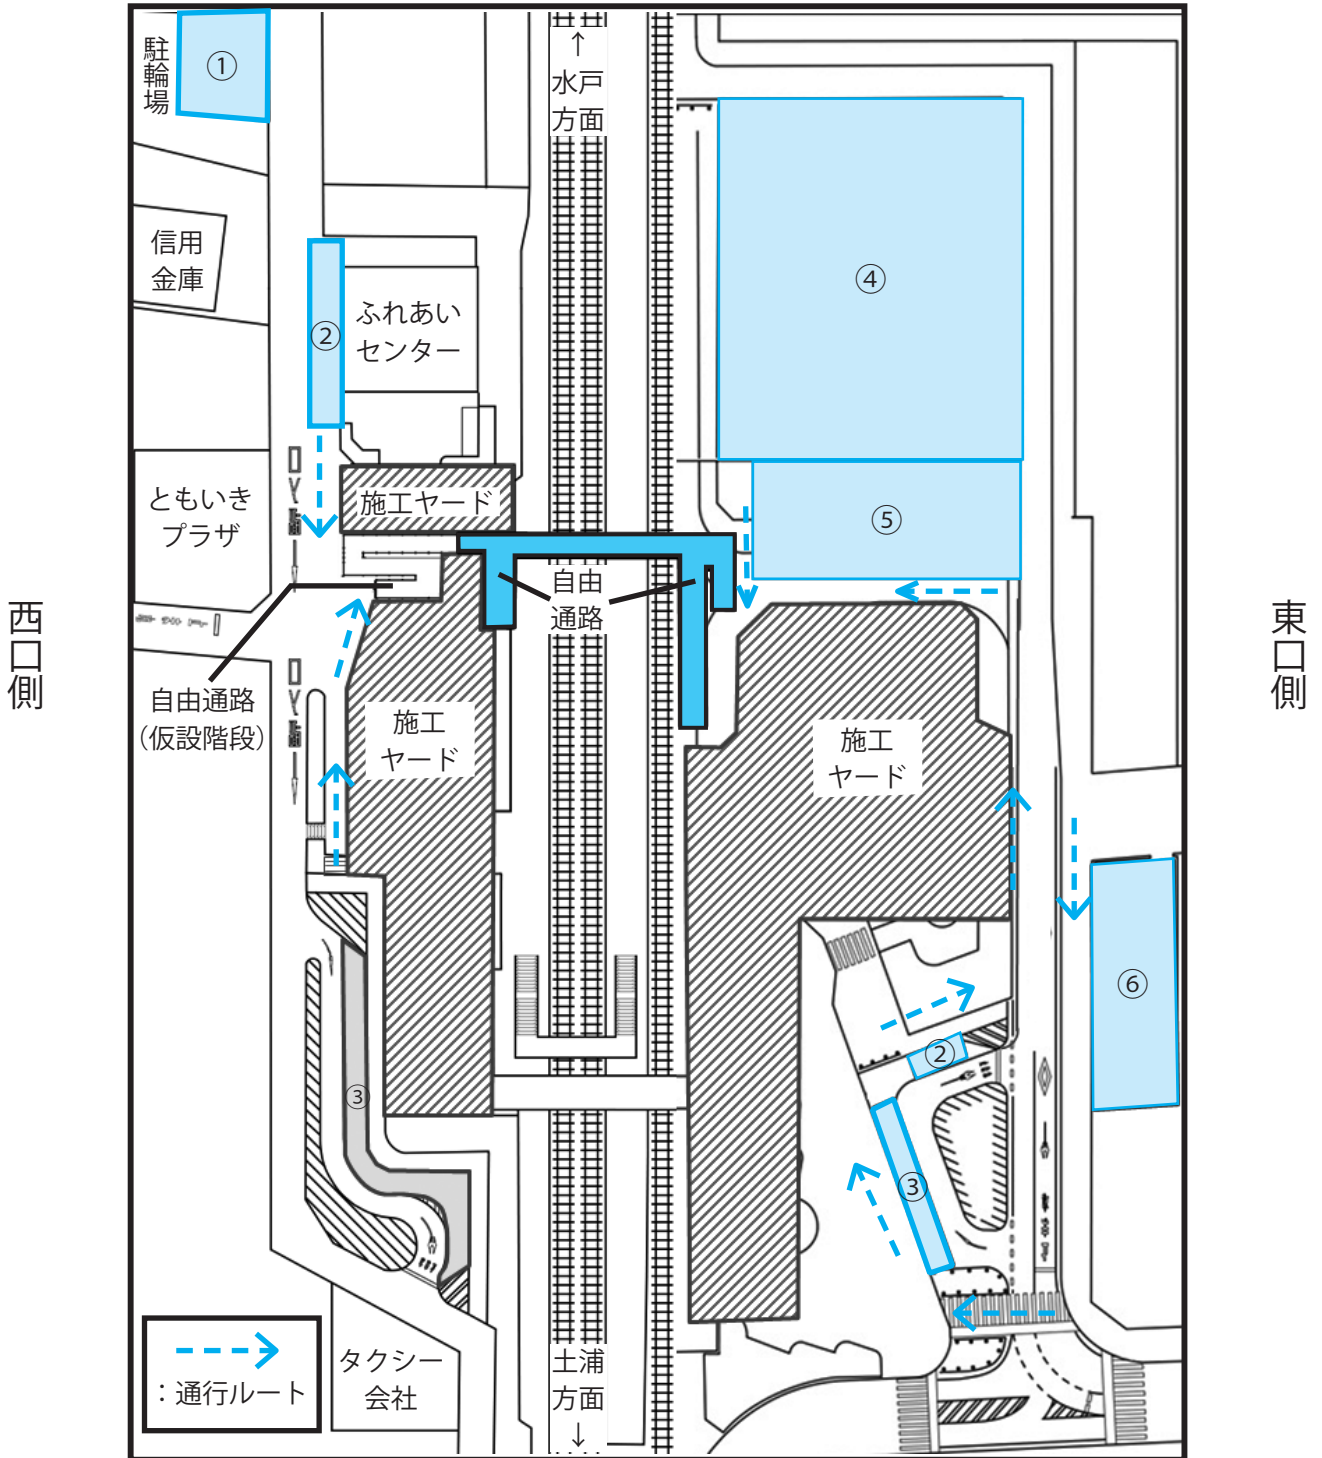 駐輪場
①
↑
水戸
方面
信用
金庫
②
ふれあい
センター
④
⑤
ともいき
プラザ
施工ヤード
自由
通路
西口側
東口側
自由通路
(仮設階段)
施工
ヤード
施工
ヤード
⑥
②
③
③
：通行ルート
タクシー
会社
土浦
方面
↓